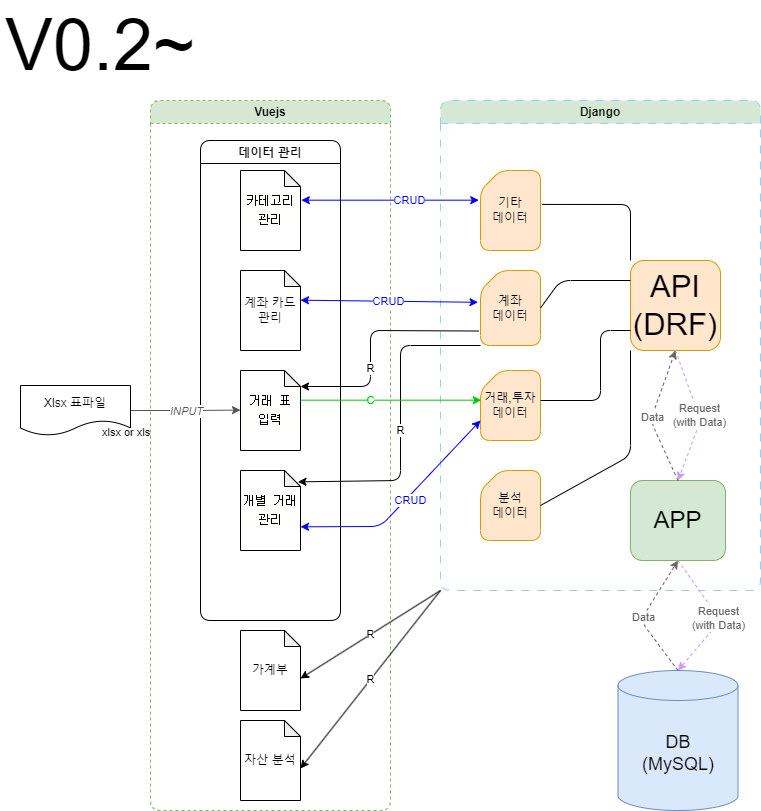 V0.2~
Vuejs
Django
데이터 관리
카테고리
관리
CRUD
기타
데이터
계좌 카드
관리
CRUD
계좌
데이터
API
(DRF)
R
Xlsx 표파일
xlsx or xls
INPUT
거래 표
입력
C
거래,투자
데이터
Data
Request
(with Data)
R
개별 거래
관리
CRUD
분석
데이터
APP
Data
Request
(with Data)
가계부
R
자산 분석
R
DB
(MySQL)